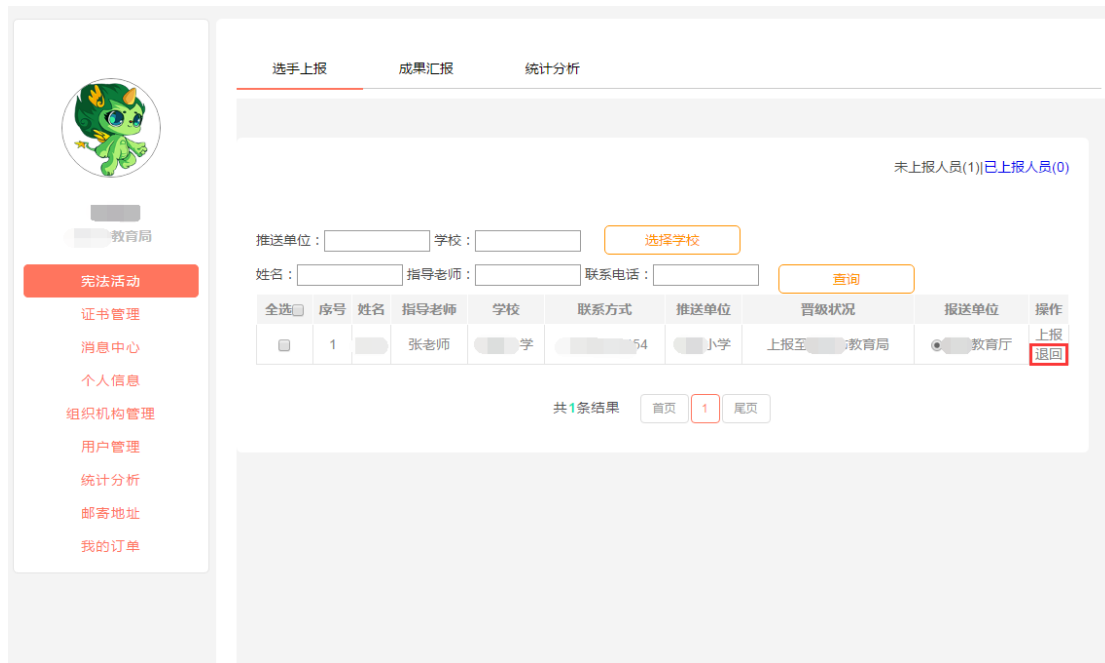 选手上报 成果汇报 统计分析
未上报人员(1)|已上报人员(0)
教育局
宪法活动
证书管理
消息中心
个人信息
组织机构管理
用户管理
统计分析
邮寄地址
我的订单
推送单位： 学校： 选择学校
姓名： 指导老师： 联系电话： 查询
全选 序号 姓名 指导老师 学校 联系方式 推送单位 晋级状况 报送单位 操作
1 张老师 学 54 小学 上报至 教育局 教育厅 上报
退回
共1条结果 首页 1 尾页